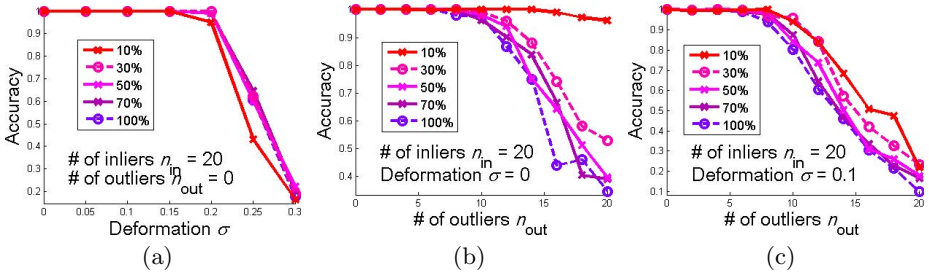 1
0.9
0.8
0.7
0.6
0.5
0.4
0.3
0.2
Accuracy
10%
30%
50%
70%
100%
# of inliers n_in = 20
# of outliers n_out = 0
0 0.05 0.1 0.15 0.2 0.25 0.3
Deformation σ
(a)
1
0.9
0.8
0.7
0.6
0.5
0.4
Accuracy
10%
30%
50%
70%
100%
# of inliers n_in = 20
Deformation σ = 0
0 5 10 15 20
# of outliers n_out
(b)
1
0.9
0.8
0.7
0.6
0.5
0.4
0.3
0.2
0.1
Accuracy
10%
30%
50%
70%
100%
# of inliers n_in = 20
Deformation σ = 0.1
0 5 10 15 20
# of outliers n_out
(c)